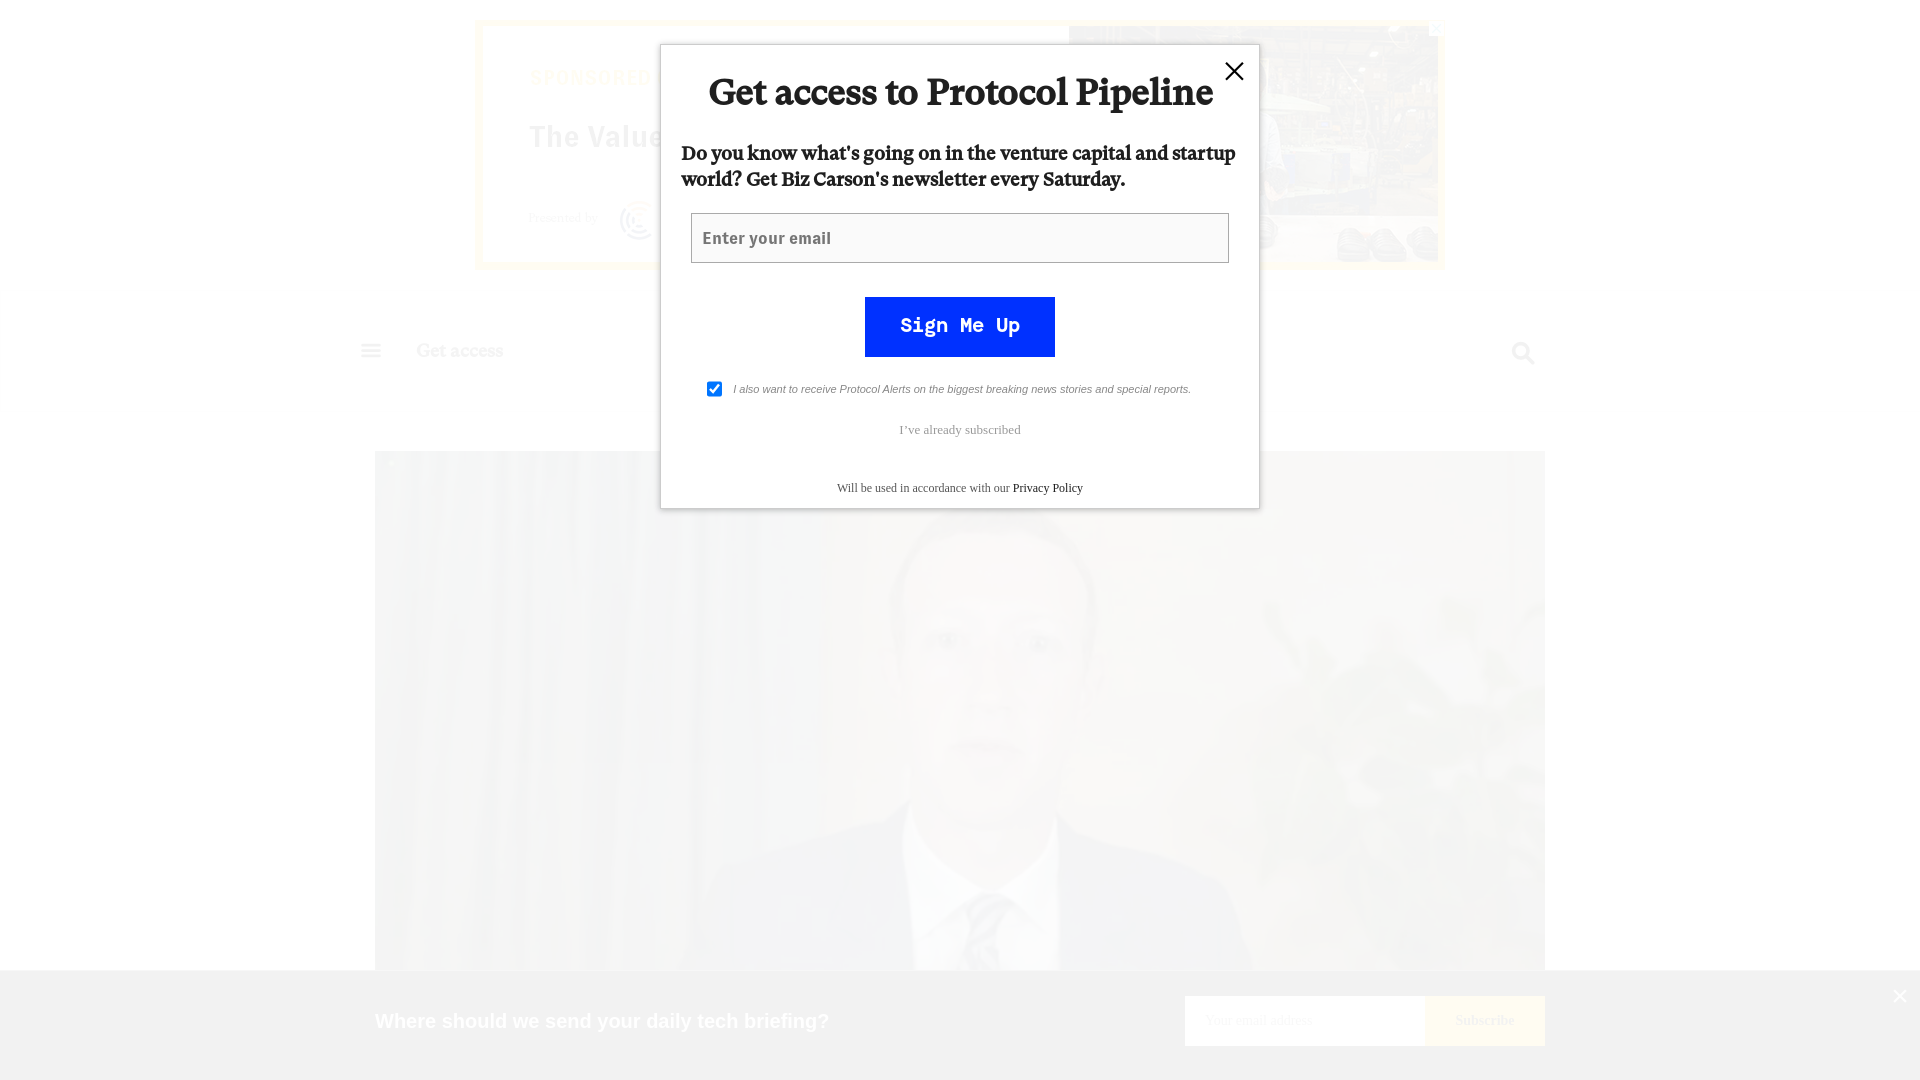 SPONSORED
The Value
Presented by
Get access to Protocol Pipeline
Do you know what's going on in the venture capital and startup
world? Get Biz Carson's newsletter every Saturday.
Enter your email
Sign Me Up
Get access
I also want to receive Protocol Alerts on the biggest breaking news stories and special reports.
I’ve already subscribed
Will be used in accordance with our Privacy Policy
Where should we send your daily tech briefing?
Your email address
Subscribe